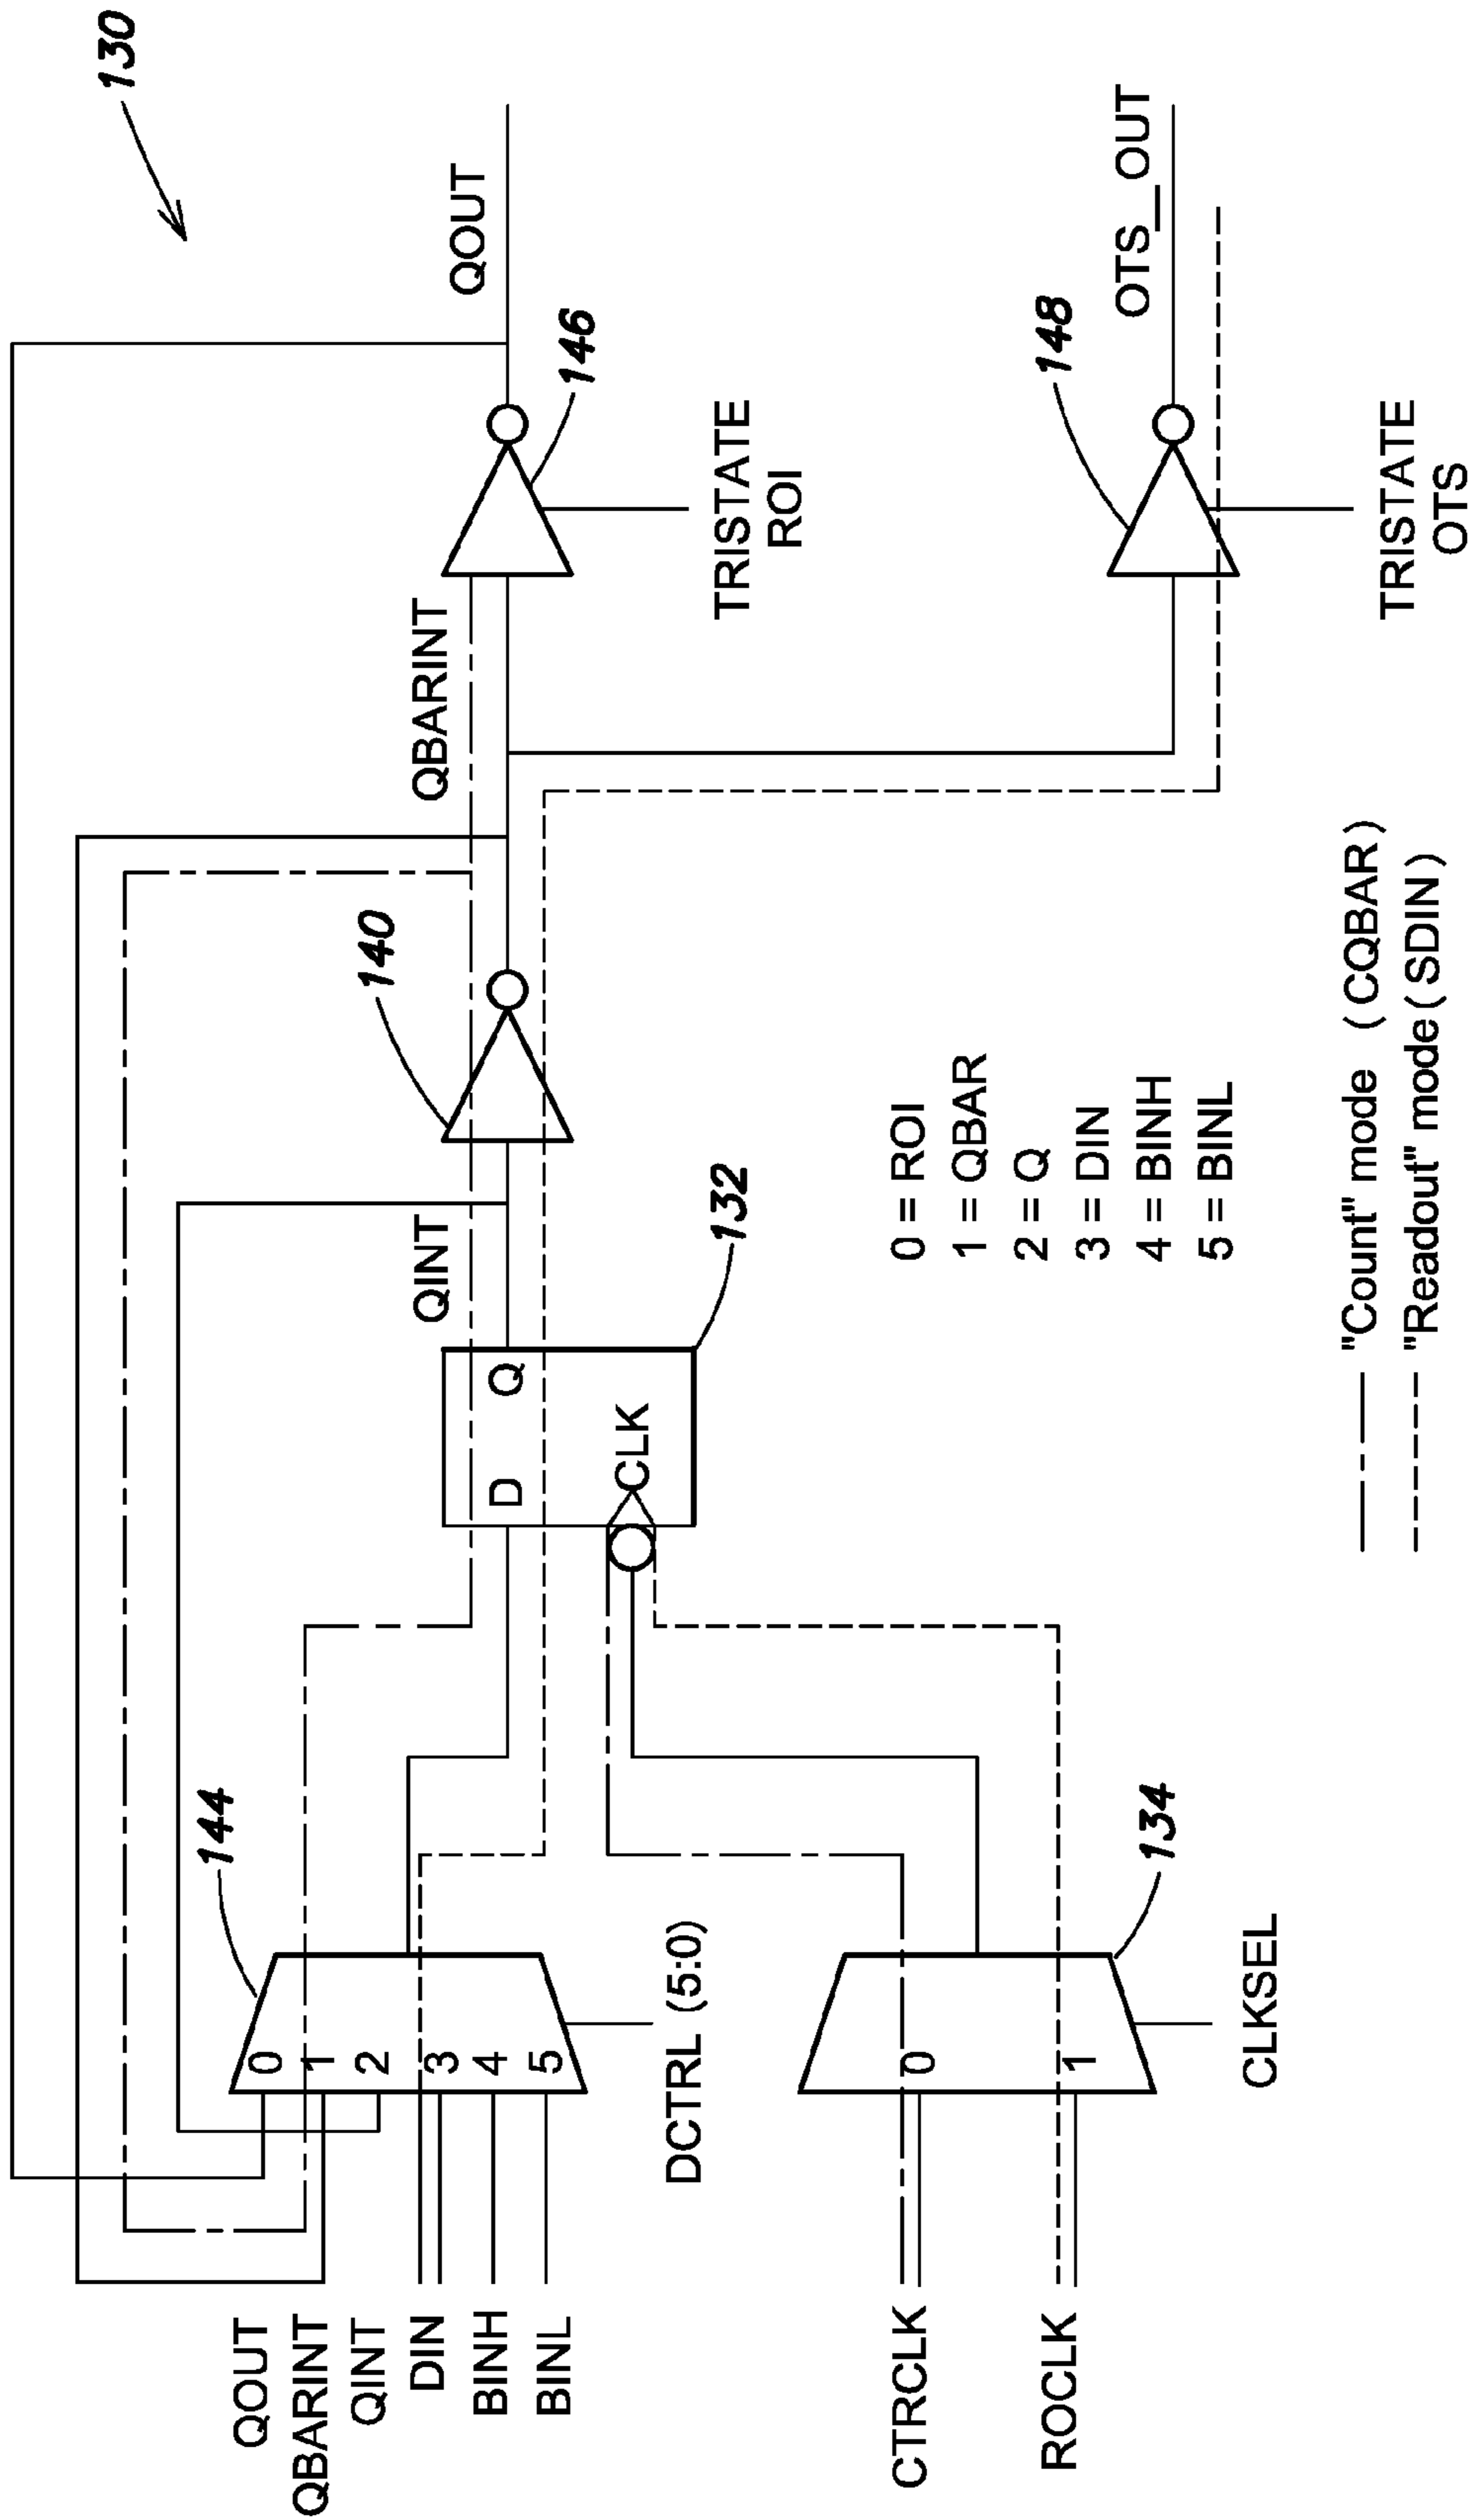 130
QOUT
QBARINT
QINT
DIN
BINH
BINL
0
1
2
3
4
5
144
DCTRL (5:0)
CTRCLK
ROCLK
0
1
134
CLKSEL
D Q
CLK
132
QINT
140
QBARINT
146
QOUT
TRISTATE
ROI
148
OTS_OUT
TRISTATE
OTS
0 = ROI
1 = QBAR
2 = Q
3 = DIN
4 = BINH
5 = BINL
"Count" mode (CQBAR)
"Readout" mode (SDIN)